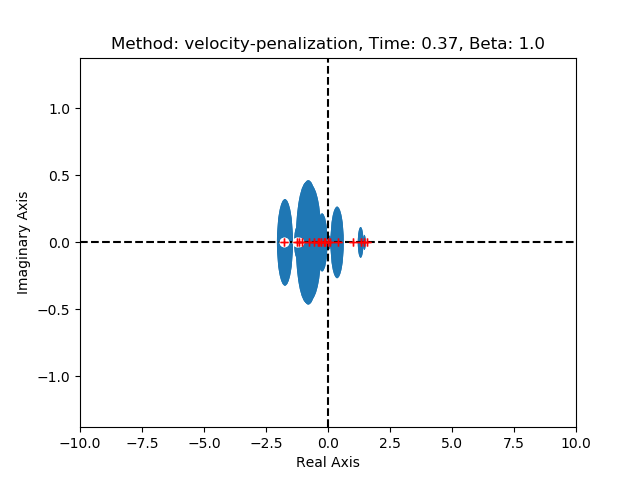 Method: velocity-penalization, Time: 0.37, Beta: 1.0
Imaginary Axis
1.0
0.5
0.0
−0.5
−1.0
−10.0 −7.5 −5.0 −2.5 0.0 2.5 5.0 7.5 10.0
Real Axis